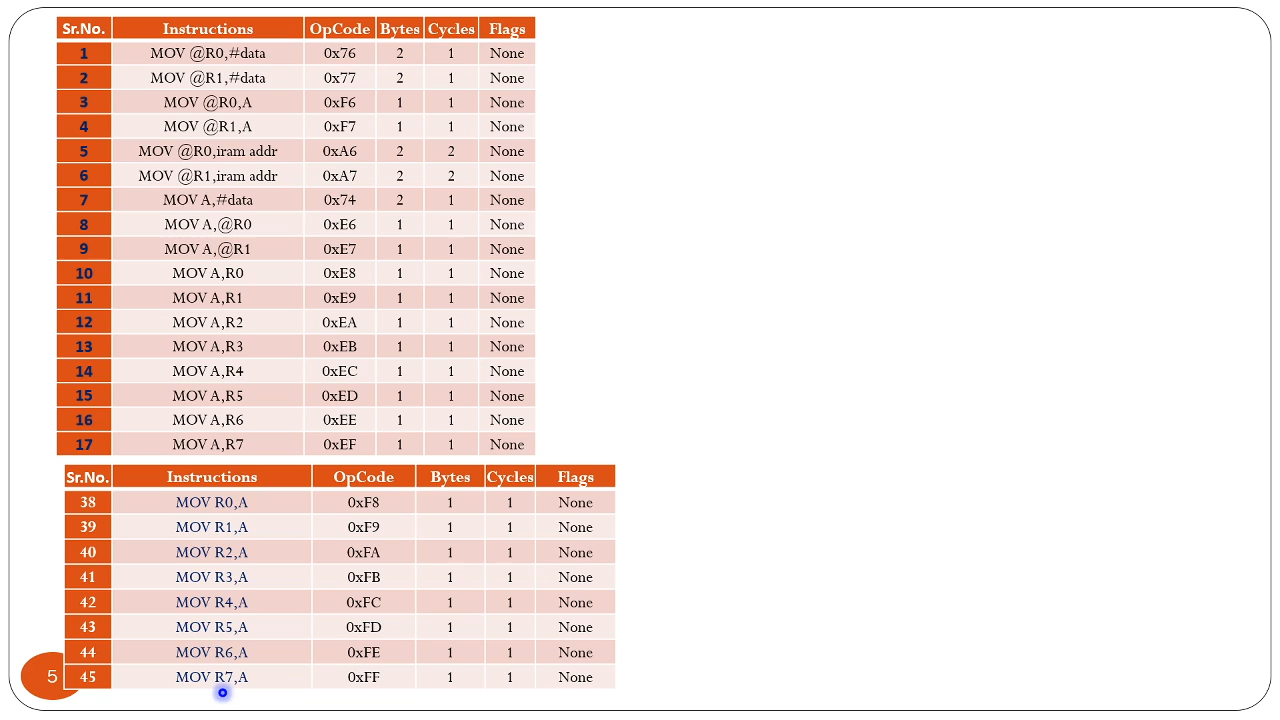 Sr.No. Instructions OpCode Bytes Cycles Flags
1 MOV @R0,#data 0x76 2 1 None
2 MOV @R1,#data 0x77 2 1 None
3 MOV @R0,A 0xF6 1 1 None
4 MOV @R1,A 0xF7 1 1 None
5 MOV @R0,iram addr 0xA6 2 2 None
6 MOV @R1,iram addr 0xA7 2 2 None
7 MOV A,#data 0x74 2 1 None
8 MOV A,@R0 0xE6 1 1 None
9 MOV A,@R1 0xE7 1 1 None
10 MOV A,R0 0xE8 1 1 None
11 MOV A,R1 0xE9 1 1 None
12 MOV A,R2 0xEA 1 1 None
13 MOV A,R3 0xEB 1 1 None
14 MOV A,R4 0xEC 1 1 None
15 MOV A,R5 0xED 1 1 None
16 MOV A,R6 0xEE 1 1 None
17 MOV A,R7 0xEF 1 1 None
Sr.No. Instructions OpCode Bytes Cycles Flags
38 MOV R0,A 0xF8 1 1 None
39 MOV R1,A 0xF9 1 1 None
40 MOV R2,A 0xFA 1 1 None
41 MOV R3,A 0xFB 1 1 None
42 MOV R4,A 0xFC 1 1 None
43 MOV R5,A 0xFD 1 1 None
44 MOV R6,A 0xFE 1 1 None
45 MOV R7,A 0xFF 1 1 None
5